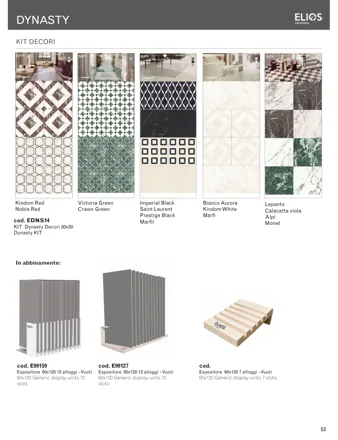 DYNASTY
ELIOS
CERAMICA
KIT DECORI
Kindom Red
Noble Red
Victoria Green
Crawn Green
Imperial Black
Saint Laurent
Prestige Black
Marfil
Bianco Aurora
Kindom White
Marfi
Lepanto
Calacatta viola
Alpi
Monet
cod. EDNS14
KIT Dynasty Decori 30x30
Dynasty KIT
In abbinamento:
ELIOS
cod. E99159
Espositore 60x120 12 alloggi - Vuoti
60x120 Generic display units 12
slots
cod. E99127
Espositore 60x120 12 alloggi - Vuoti
60x120 Generic display units 12
slots
cod.
Espositore 60x120 7 alloggi - Vuoti
60x120 Generic display units 7 slots
53